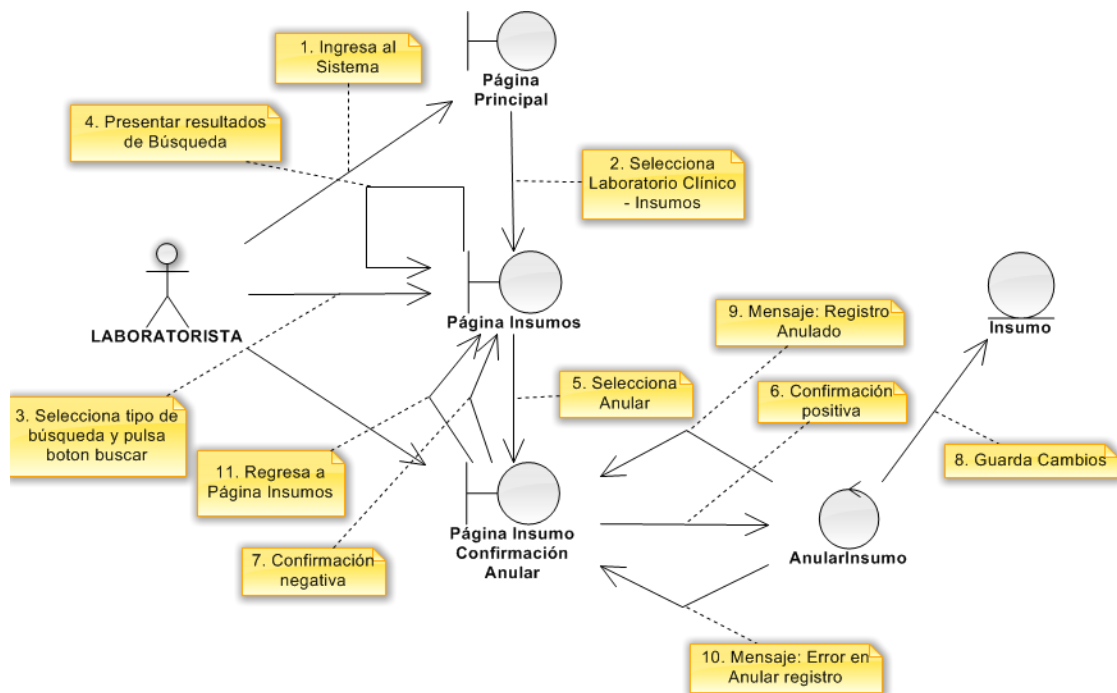 1. Ingresa al
Sistema
Página
Principal
4. Presentar resultados
de Búsqueda
2. Selecciona
Laboratorio Clínico
- Insumos
LABORATORISTA
Página Insumos
Insumo
9. Mensaje: Registro
Anulado
5. Selecciona
Anular
6. Confirmación
positiva
3. Selecciona tipo de
búsqueda y pulsa
boton buscar
11. Regresa a
Página Insumos
8. Guarda Cambios
Página Insumo
Confirmación
Anular
AnularInsumo
7. Confirmación
negativa
10. Mensaje: Error en
Anular registro